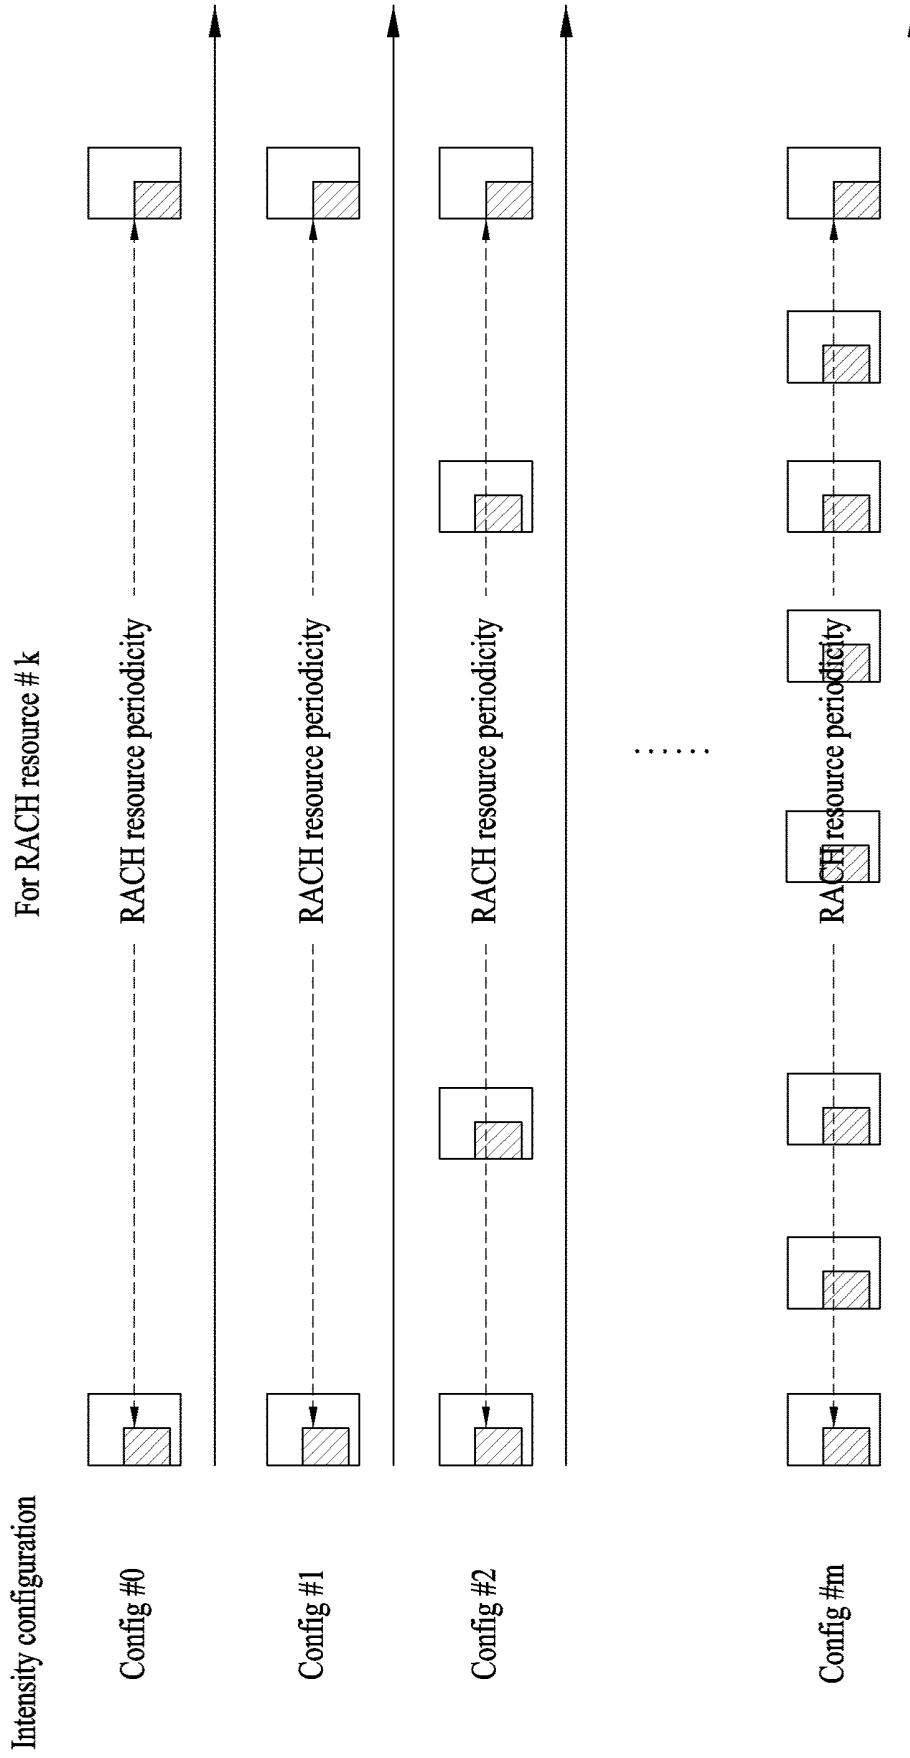 Intensity configuration
For RACH resource # k
Config #0
RACH resource periodicity
Config #1
RACH resource periodicity
Config #2
RACH resource periodicity
......
Config #m
RACH resource periodicity